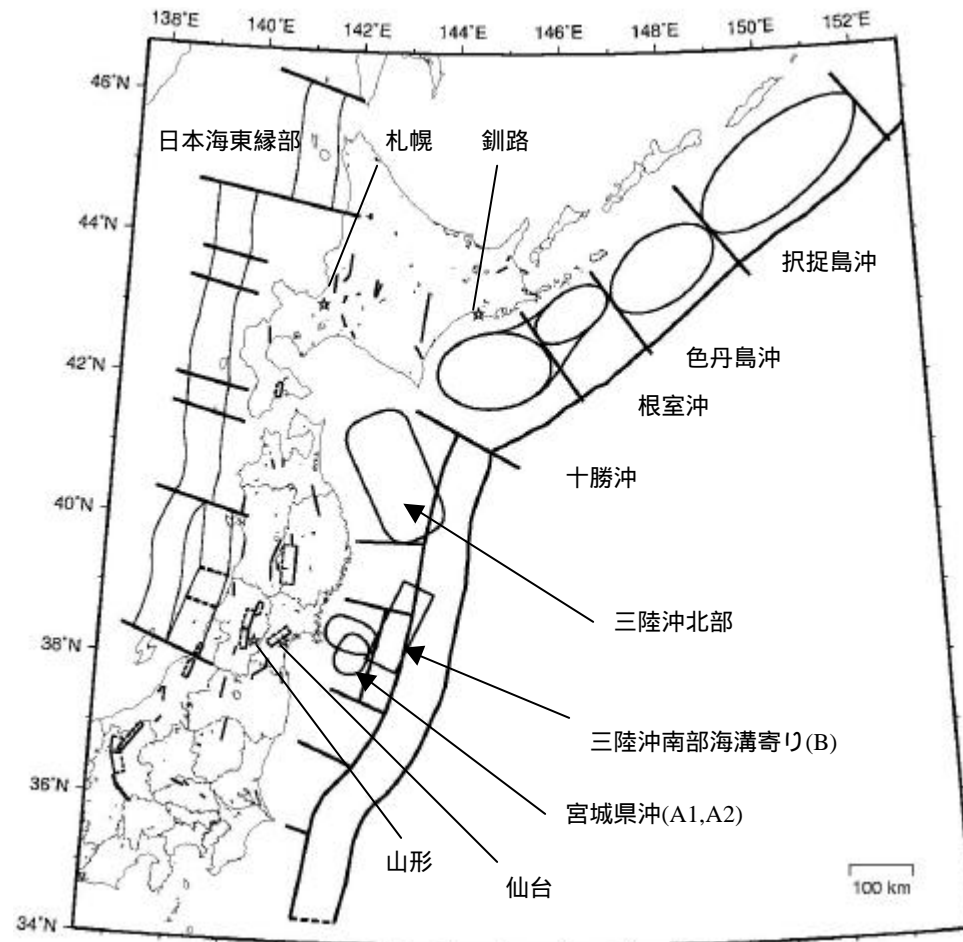 138°E 140°E 142°E 144°E 146°E 148°E 150°E 152°E
46°N
日本海東縁部 札幌 釧路
44°N
択捉島沖
42°N
色丹島沖
根室沖
十勝沖
40°N
三陸沖北部
38°N
三陸沖南部海溝寄り(B)
36°N
宮城県沖(A1,A2)
山形
仙台
100 km
34°N